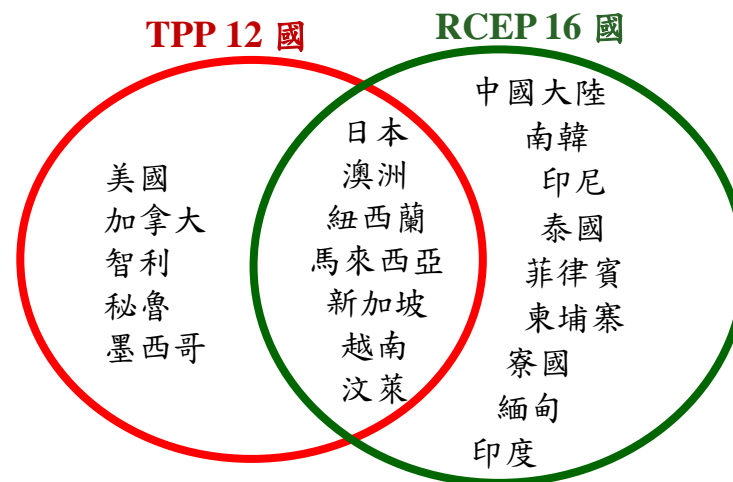 TPP 12 國
RCEP 16 國
美國
加拿大
智利
秘魯
墨西哥
日本
澳洲
紐西蘭
馬來西亞
新加坡
越南
汶萊
中國大陸
南韓
印尼
泰國
菲律賓
柬埔寨
寮國
緬甸
印度